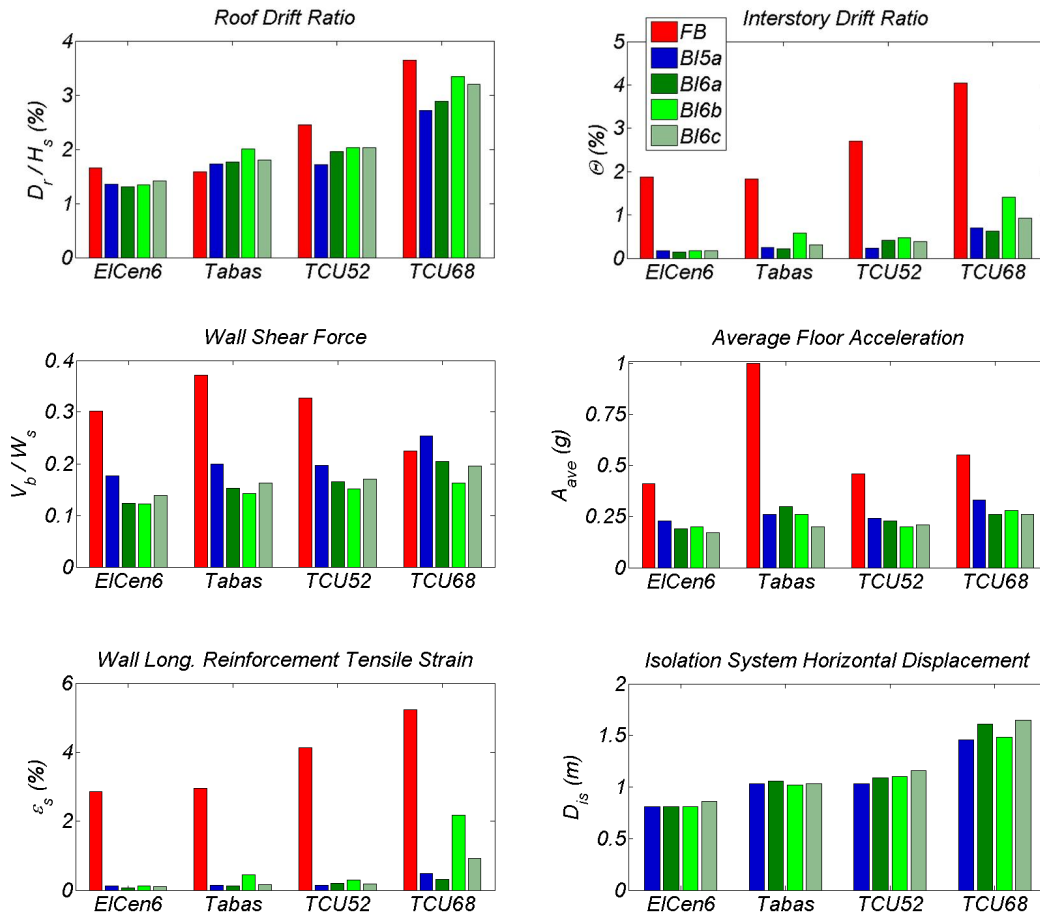 Roof Drift Ratio
4
3
2
1
0
D_r / H_s (%)
ElCen6 Tabas TCU52 TCU68
Interstory Drift Ratio
6
5
4
3
2
1
0
Θ (%)
FB
BI5a
BI6a
BI6b
BI6c
ElCen6 Tabas TCU52 TCU68
Wall Shear Force
0.4
0.3
0.2
0.1
0
V_b / W_s
ElCen6 Tabas TCU52 TCU68
Average Floor Acceleration
1
0.75
0.5
0.25
0
A_ave (g)
ElCen6 Tabas TCU52 TCU68
Wall Long. Reinforcement Tensile Strain
6
4
2
0
ε_s (%)
ElCen6 Tabas TCU52 TCU68
Isolation System Horizontal Displacement
2
1.5
1
0.5
0
D_is (m)
ElCen6 Tabas TCU52 TCU68